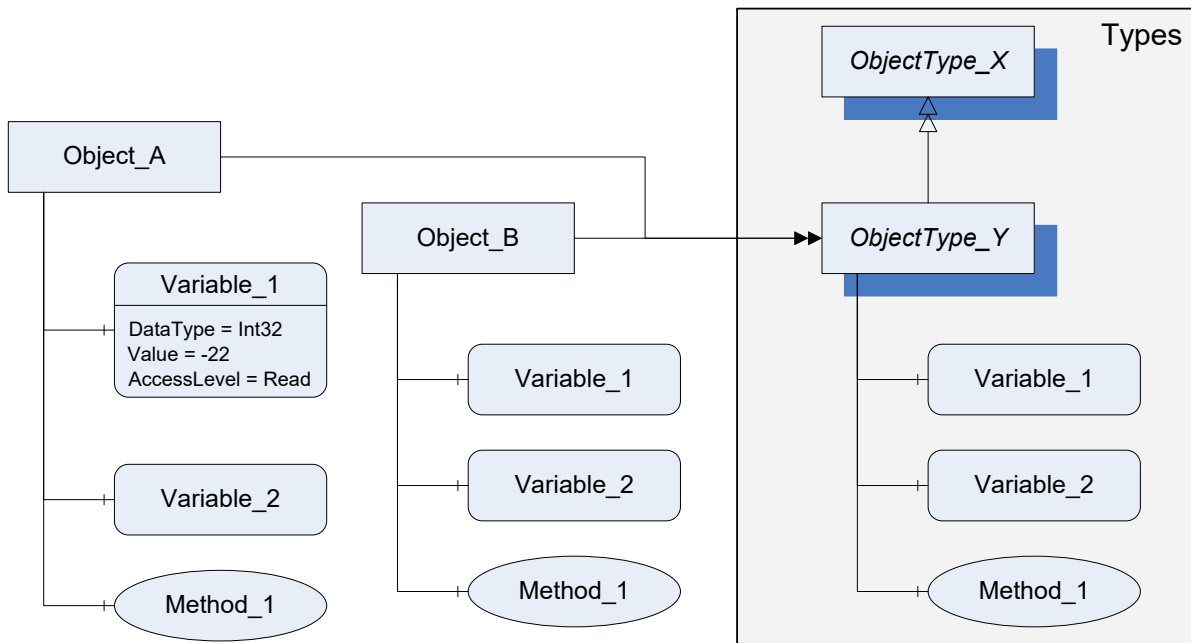 Types
ObjectType_X
Object_A
Object_B
ObjectType_Y
Variable_1
DataType = Int32
Value = -22
AccessLevel = Read
Variable_2
Method_1
Variable_1
Variable_2
Method_1
Variable_1
Variable_2
Method_1